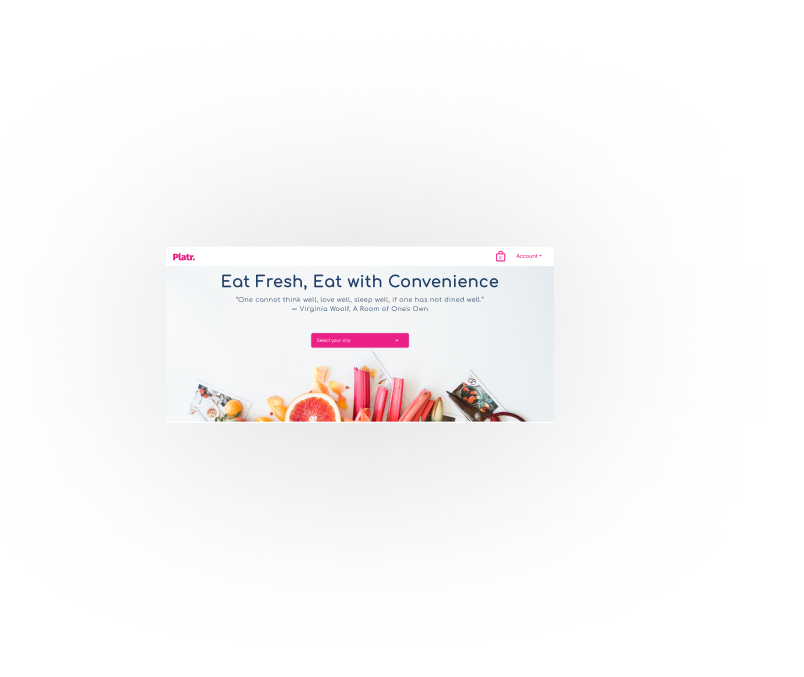 Platr.
0
Account
Eat Fresh, Eat with Convenience
"One cannot think well, love well, sleep well, if one has not dined well."
— Virginia Woolf, A Room of One's Own
Select your city